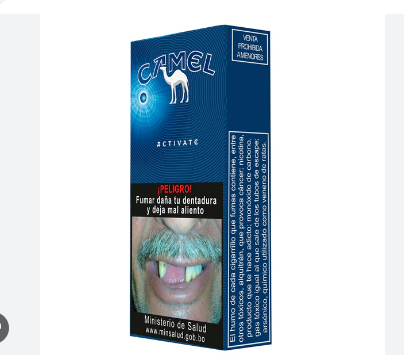 CAMEL
ACTIVATE
¡PELIGRO!
Fumar daña tu dentadura
y deja mal aliento
Ministerio de Salud
www.minsalud.gob.bo
VENTA
PROHIBIDA
A MENORES
El humo de cada cigarrillo que fumas contiene, entre
otros tóxicos, alquitrán, que provoca cáncer, nicotina,
producto que te hace adicto; monóxido de carbono,
gas tóxico igual al que sale de los tubos de escape;
arsénico, químico utilizado como veneno de ratas.